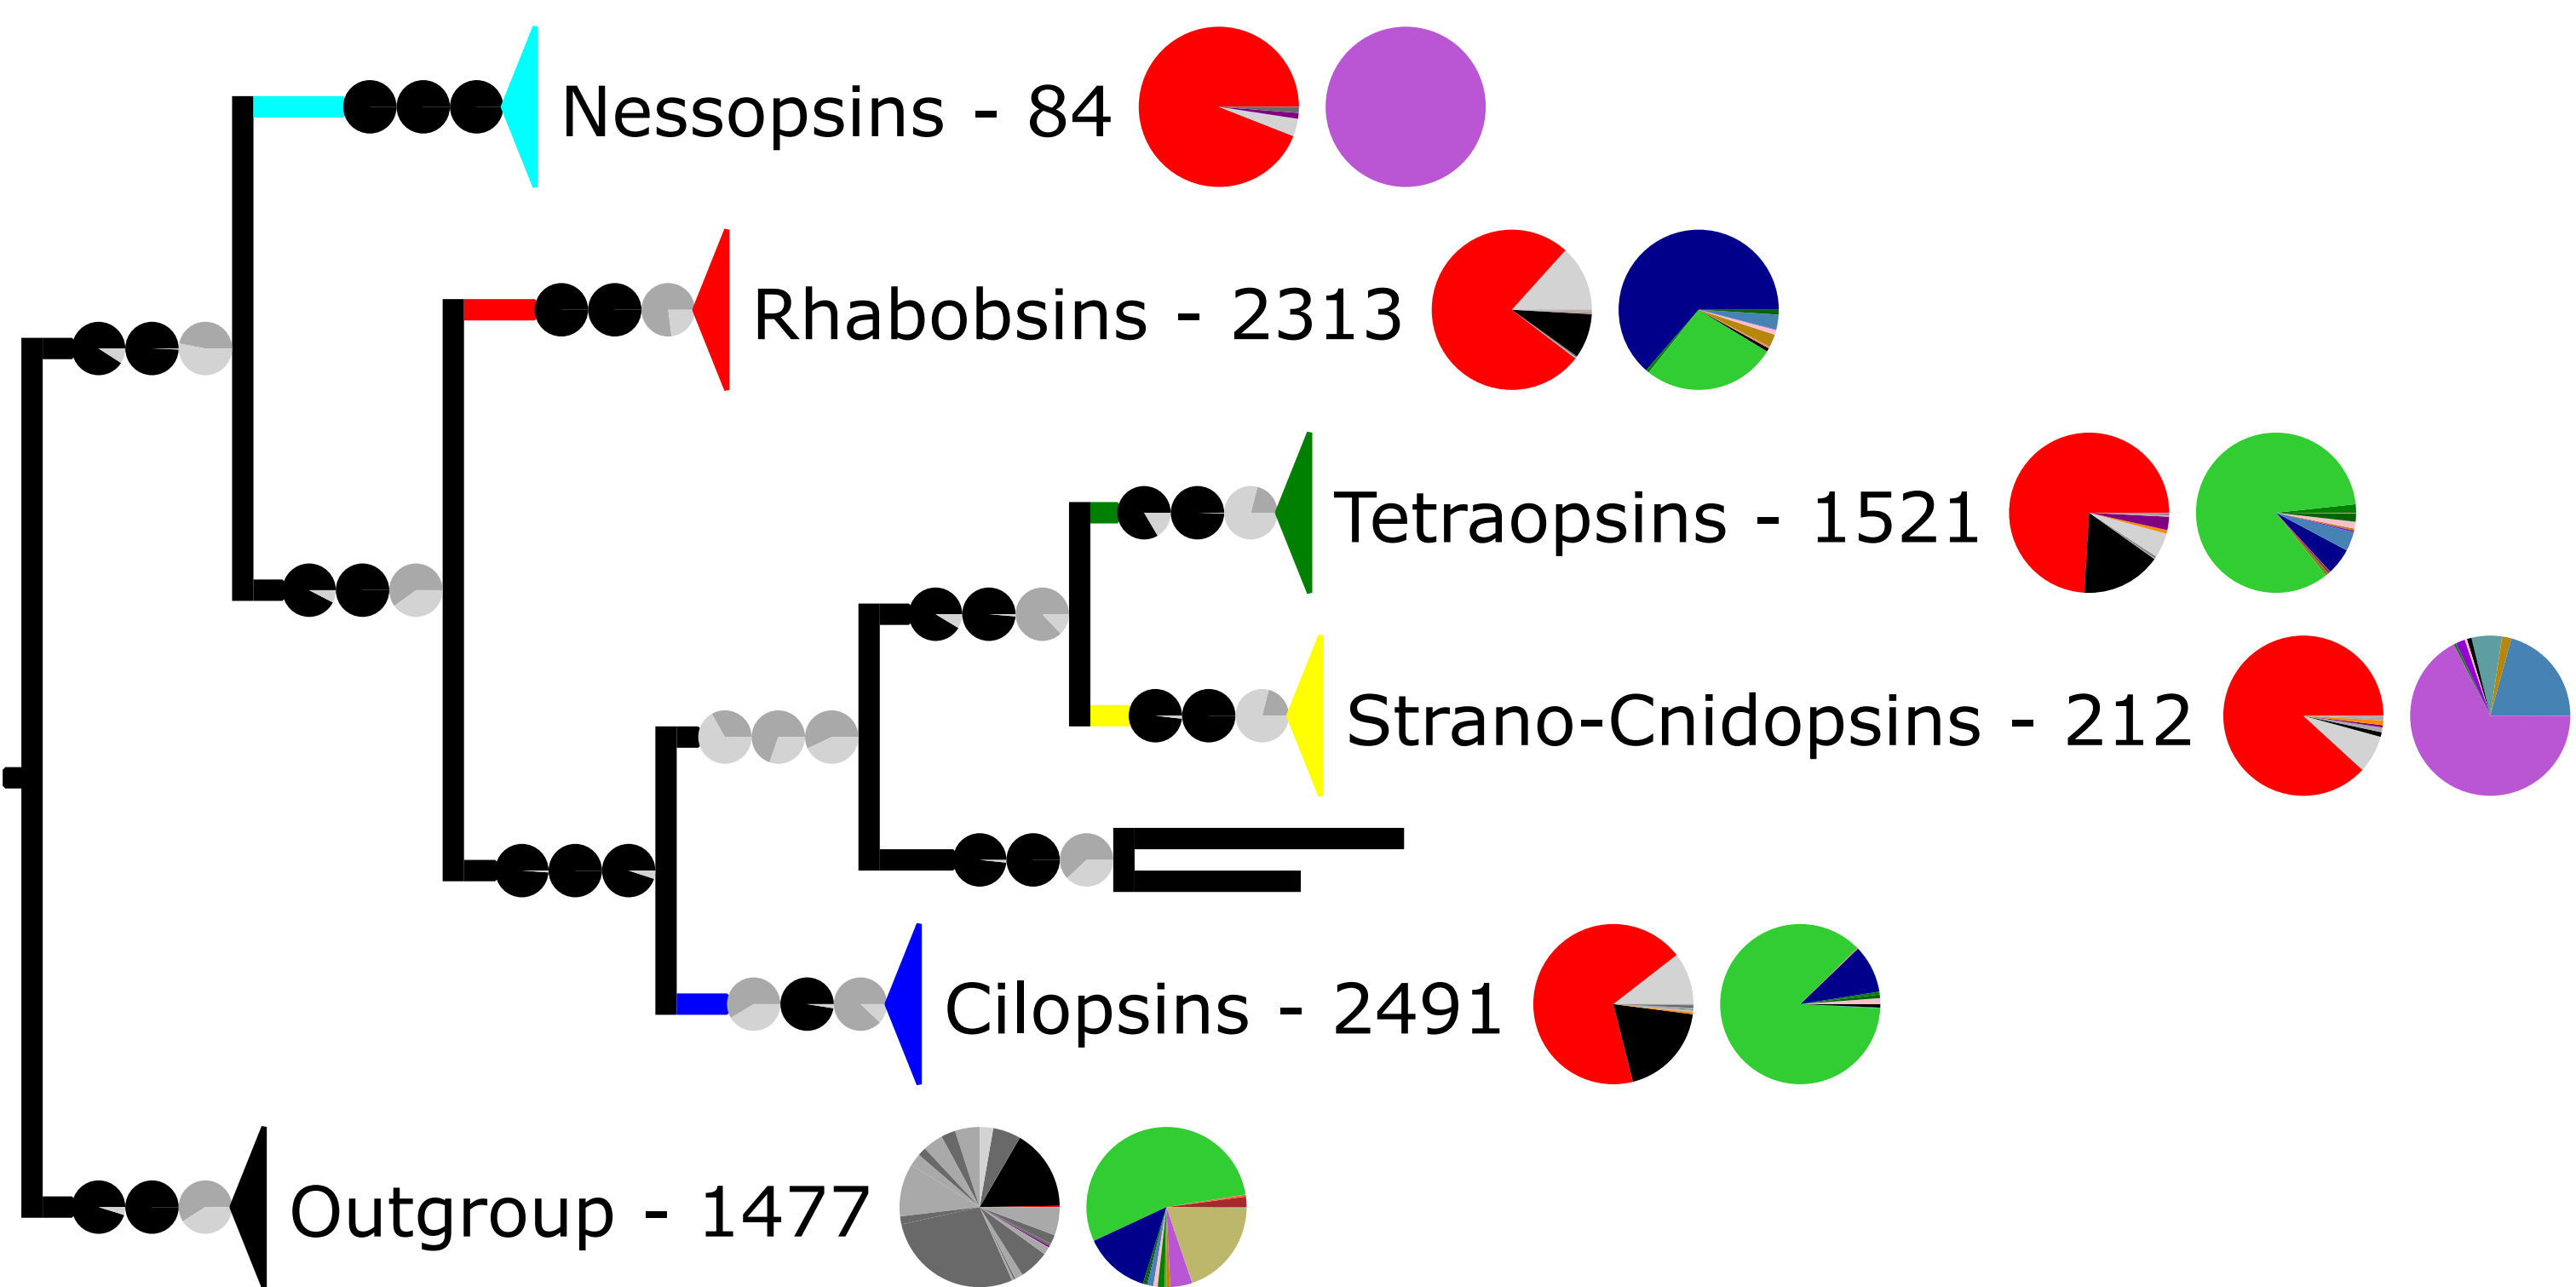 Nessopsins - 84
Rhabobsins - 2313
Tetraopsins - 1521
Strano-Cnidopsins - 212
Cilopsins - 2491
Outgroup - 1477